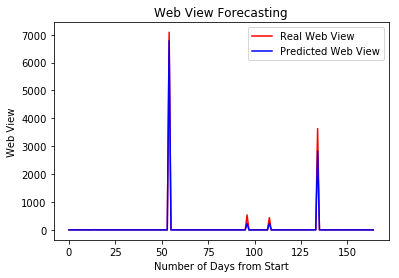 Web View Forecasting
Real Web View
Predicted Web View
7000
6000
5000
4000
3000
2000
1000
0
Web View
0 25 50 75 100 125 150
Number of Days from Start